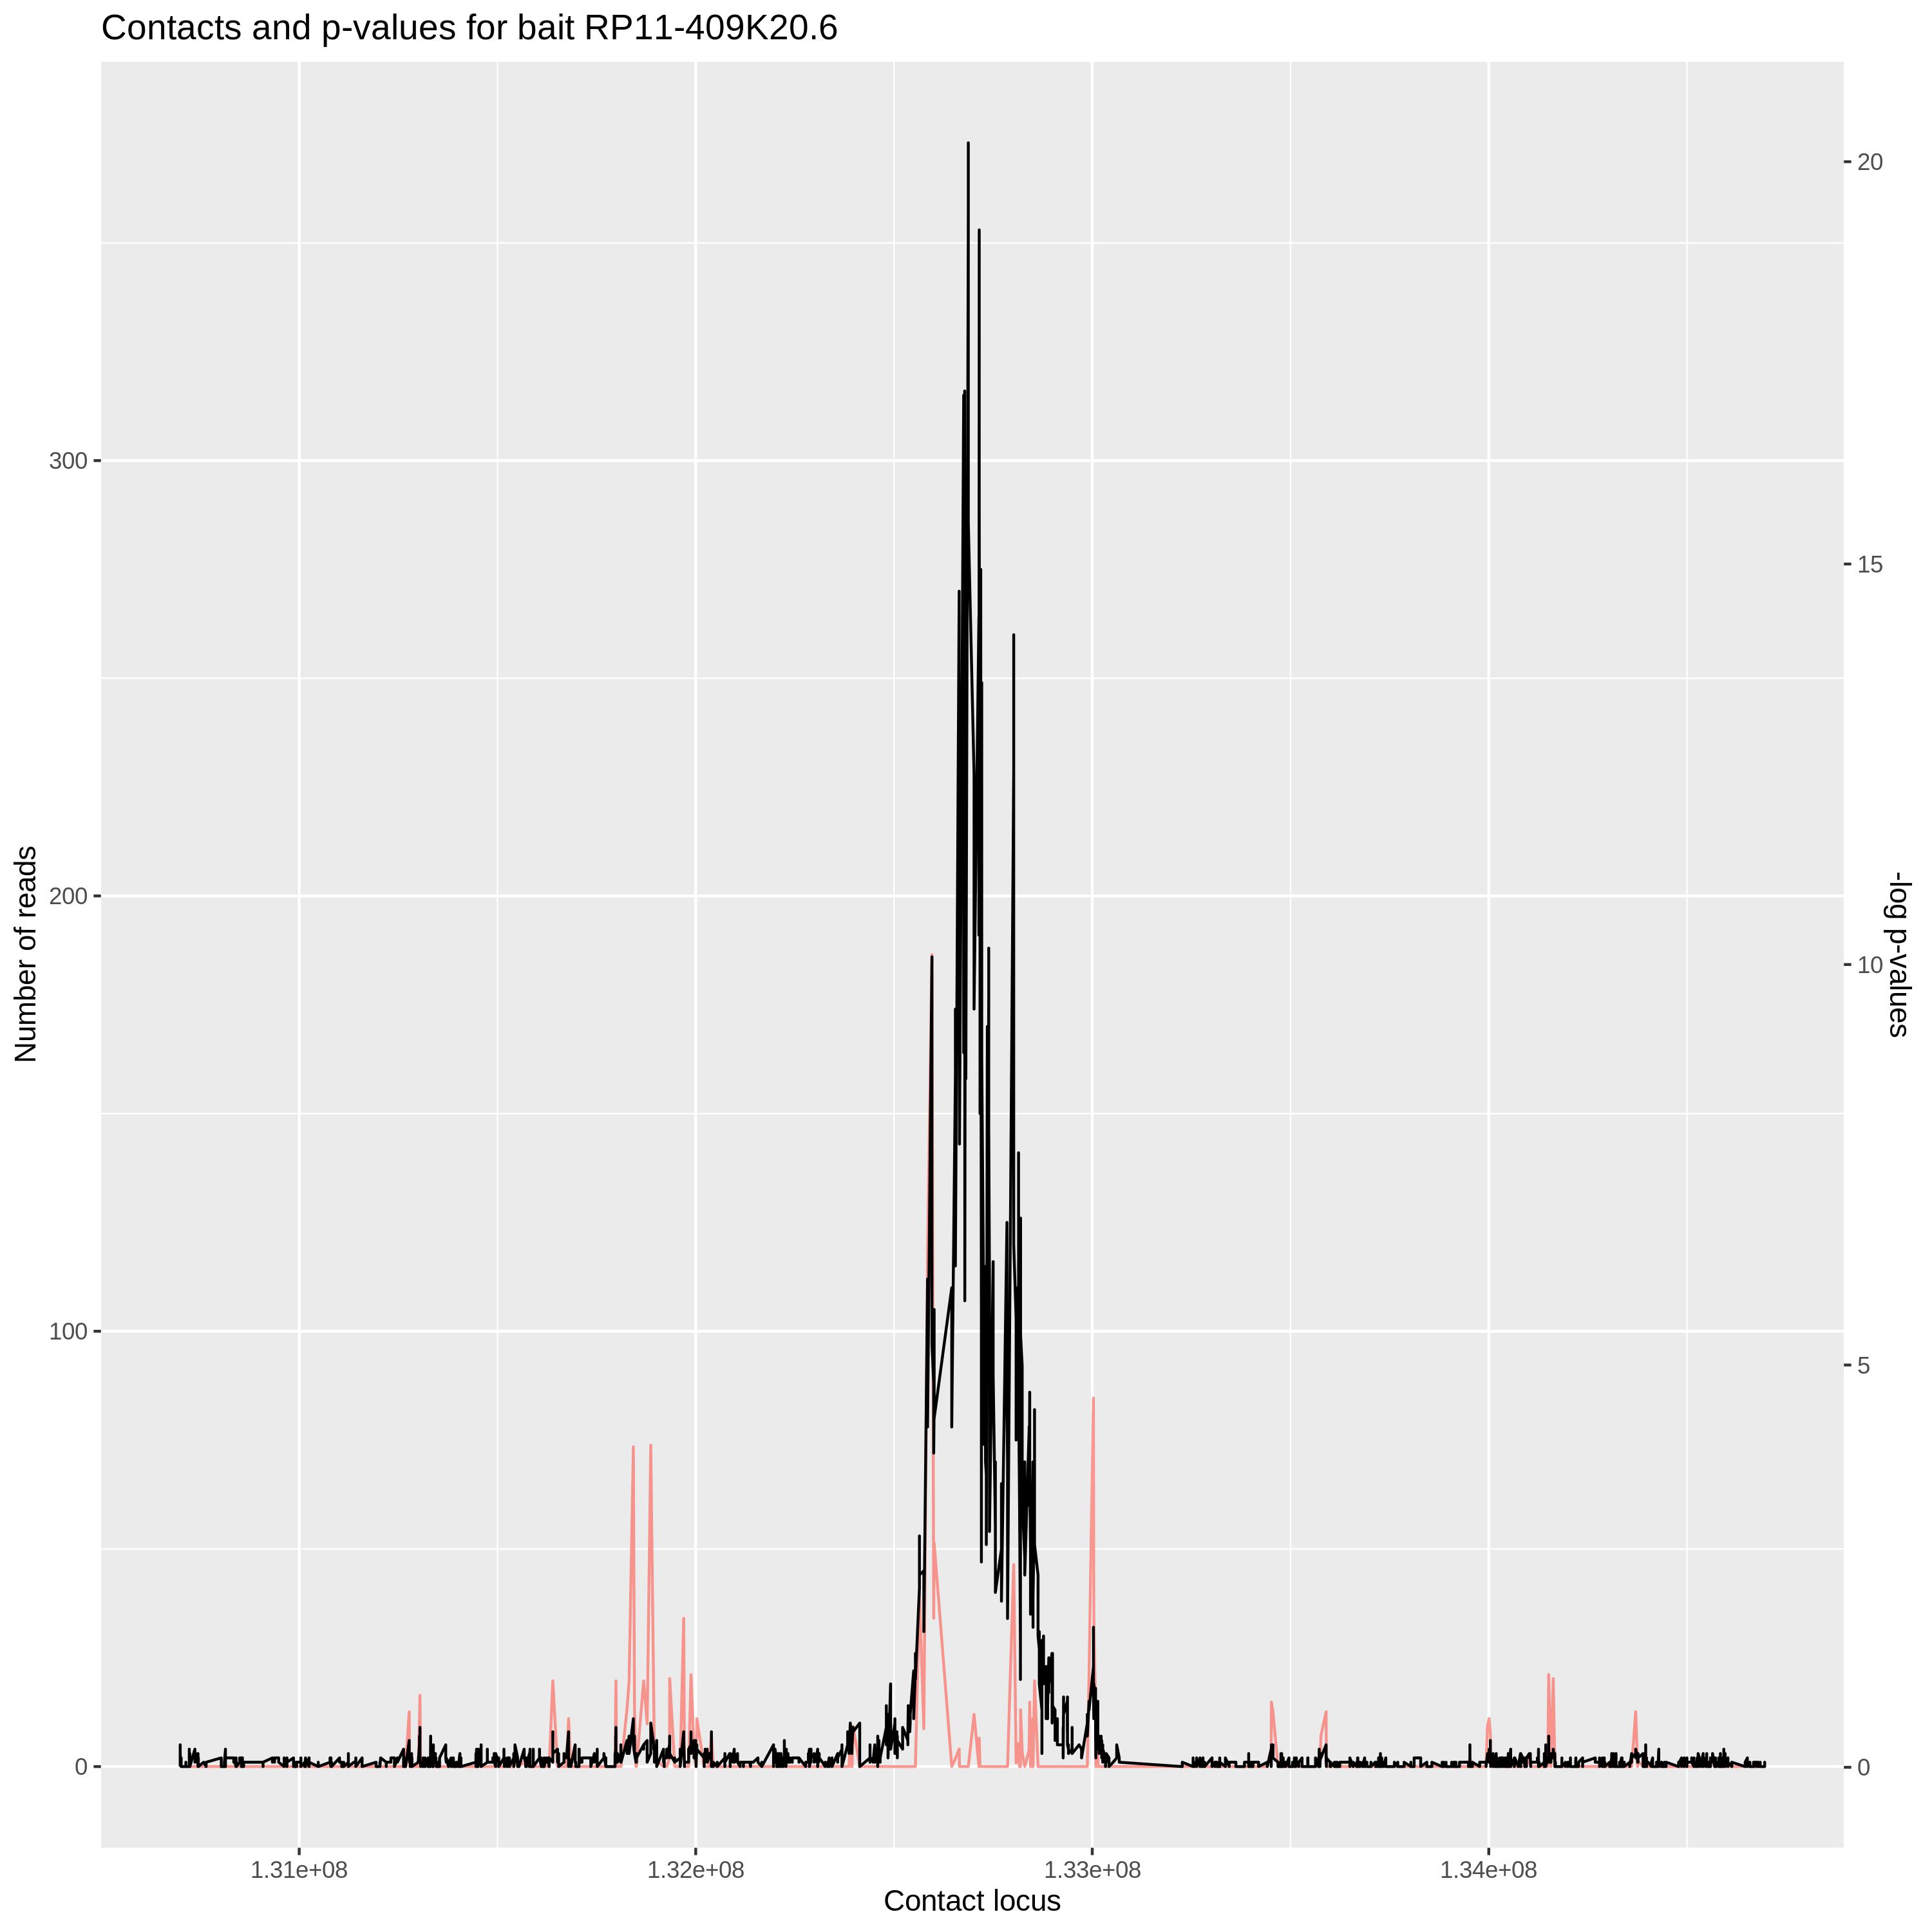 Contacts and p-values for bait RP11-409K20.6
Number of reads
300
200
100
0
20
15
10
5
0
-log p-values
1.31e+08
1.32e+08
1.33e+08
1.34e+08
Contact locus